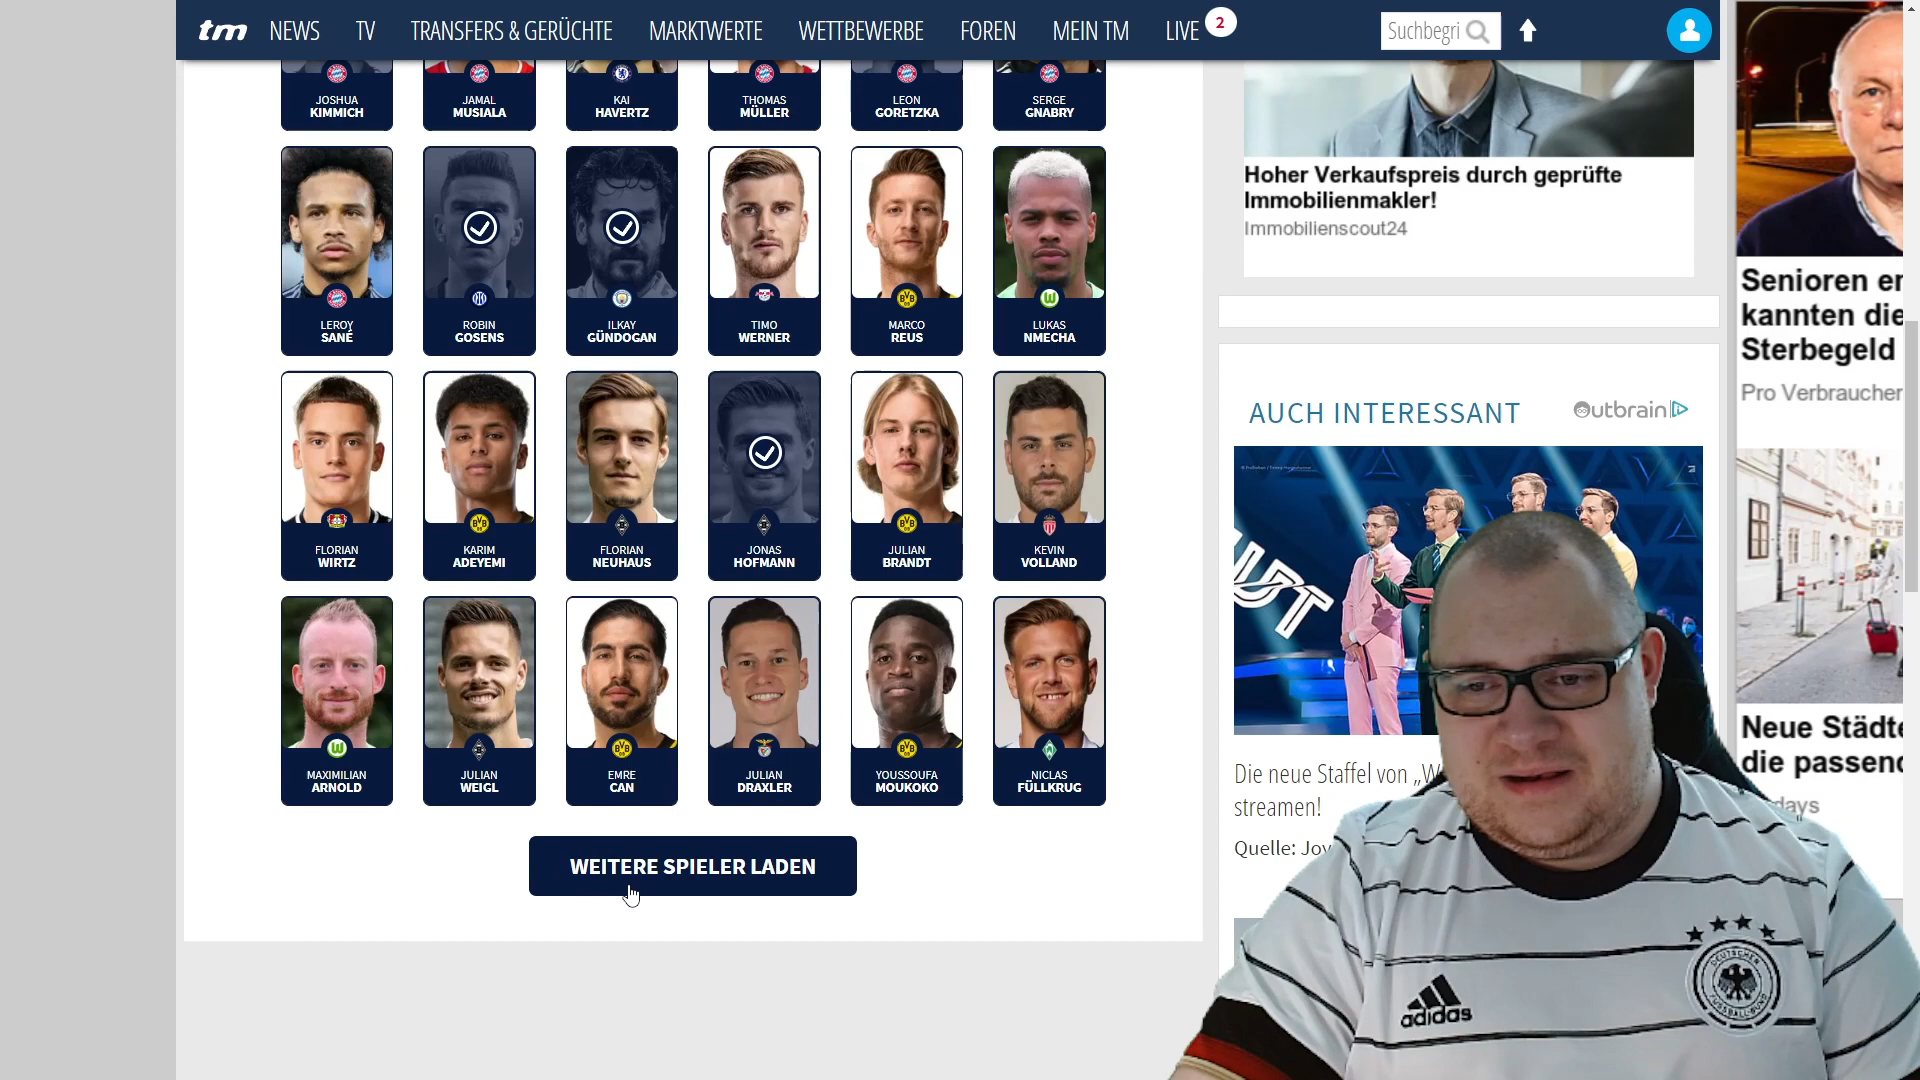 tm NEWS TV TRANSFERS & GERÜCHTE MARKTWERTE WETTBEWERBE FOREN MEIN TM LIVE 2 Suchbegri
JOSHUA
KIMMICH
JAMAL
MUSIALA
KAI
HAVERTZ
THOMAS
MÜLLER
LEON
GORETZKA
SERGE
GNABRY
LEROY
SANÉ
ROBIN
GOSENS
ILKAY
GÜNDOGAN
TIMO
WERNER
MARCO
REUS
LUKAS
NMECHA
FLORIAN
WIRTZ
KARIM
ADEYEMI
FLORIAN
NEUHAUS
JONAS
HOFMANN
JULIAN
BRANDT
KEVIN
VOLLAND
MAXIMILIAN
ARNOLD
JULIAN
WEIGL
EMRE
CAN
JULIAN
DRAXLER
YOUSSOUFA
MOUKOKO
NICLAS
FÜLLKRUG
WEITERE SPIELER LADEN
Hoher Verkaufspreis durch geprüfte
Immobilienmakler!
Immobilienscout24
AUCH INTERESSANT
Outbrain
Die neue Staffel von „W
streamen!
Quelle: Joy
Senioren er
kannten die
Sterbegeld
Pro Verbraucher
Neue Städte
die passend
days
adidas
DEUTSCHER
FUSSBALL-BUND